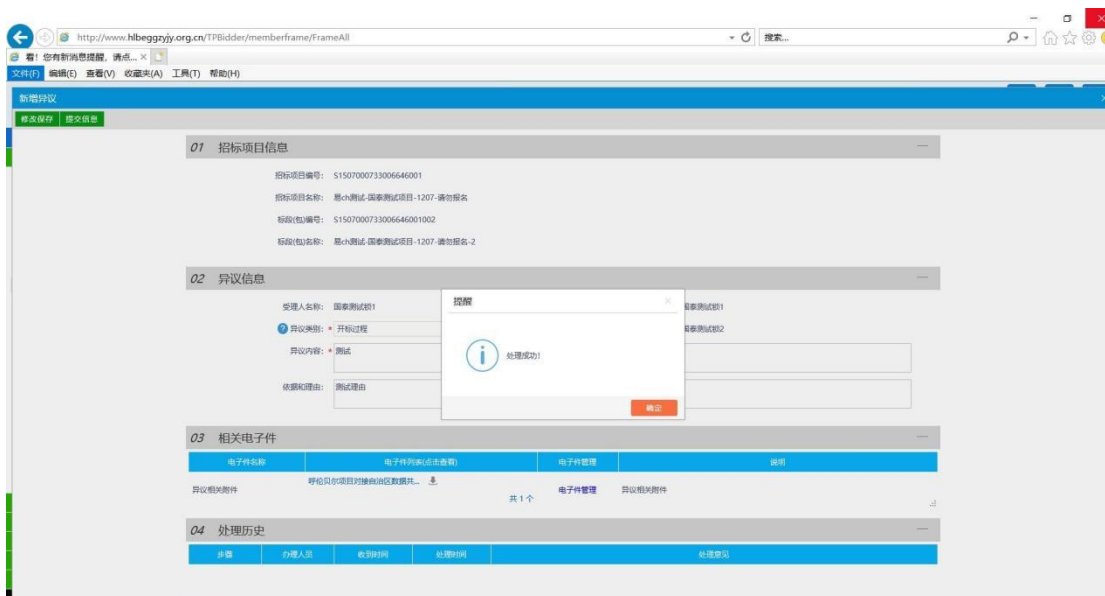 http://www.hlbeggzyjy.org.cn/TPBidder/memberframe/FrameAll
搜索...
看！您有新消息提醒，请点...
文件(F) 编辑(E) 查看(V) 收藏夹(A) 工具(T) 帮助(H)
新增异议
修改保存 提交信息
01 招标项目信息
招标项目编号： S1507000733006646001
招标项目名称： 易ch测试-国泰测试项目-1207-请勿报名
标段(包)编号： S1507000733006646001002
标段(包)名称： 易ch测试-国泰测试项目-1207-请勿报名-2
02 异议信息
受理人名称： 国泰测试额1
国泰测试额1
异议类别：* 开标过程
国泰测试额2
异议内容：* 测试
依据和理由： 测试理由
提醒
处理成功！
确定
03 相关电子件
电子件名称 电子件列表(点击查看) 电子件管理 说明
异议相关附件 呼伦贝尔项目对接自治区数据共... 共1个 电子件管理 异议相关附件
04 处理历史
步骤 办理人员 收到时间 处理时间 处理意见